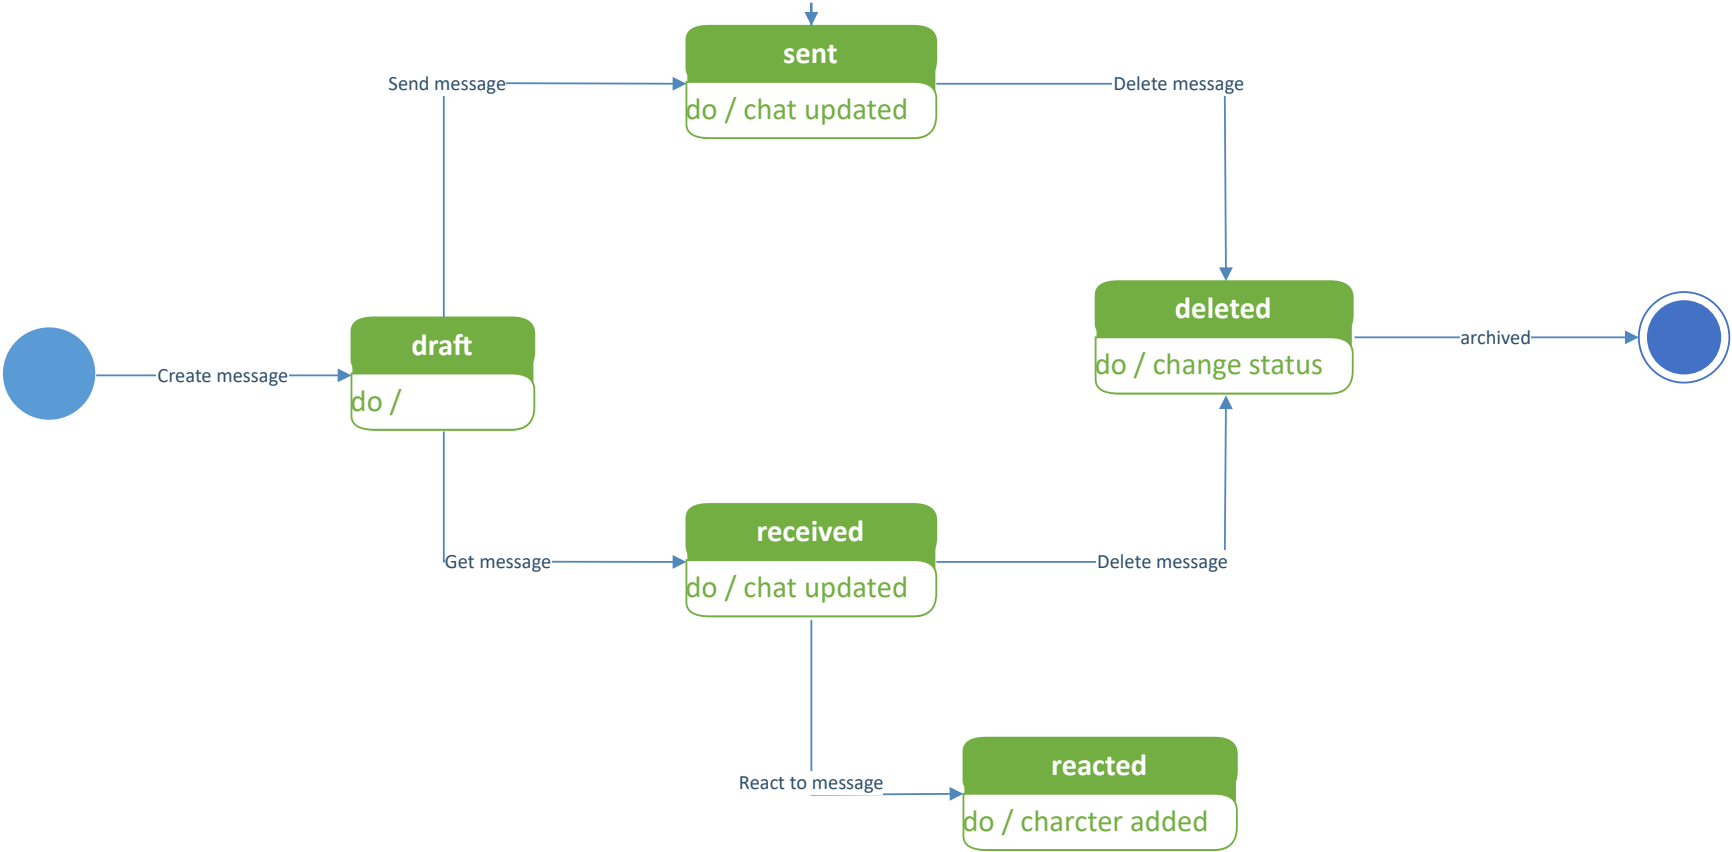 sent
do / chat updated
Send message
Delete message
draft
do /
Create message
deleted
do / change status
archived
Get message
received
do / chat updated
Delete message
React to message
reacted
do / charcter added